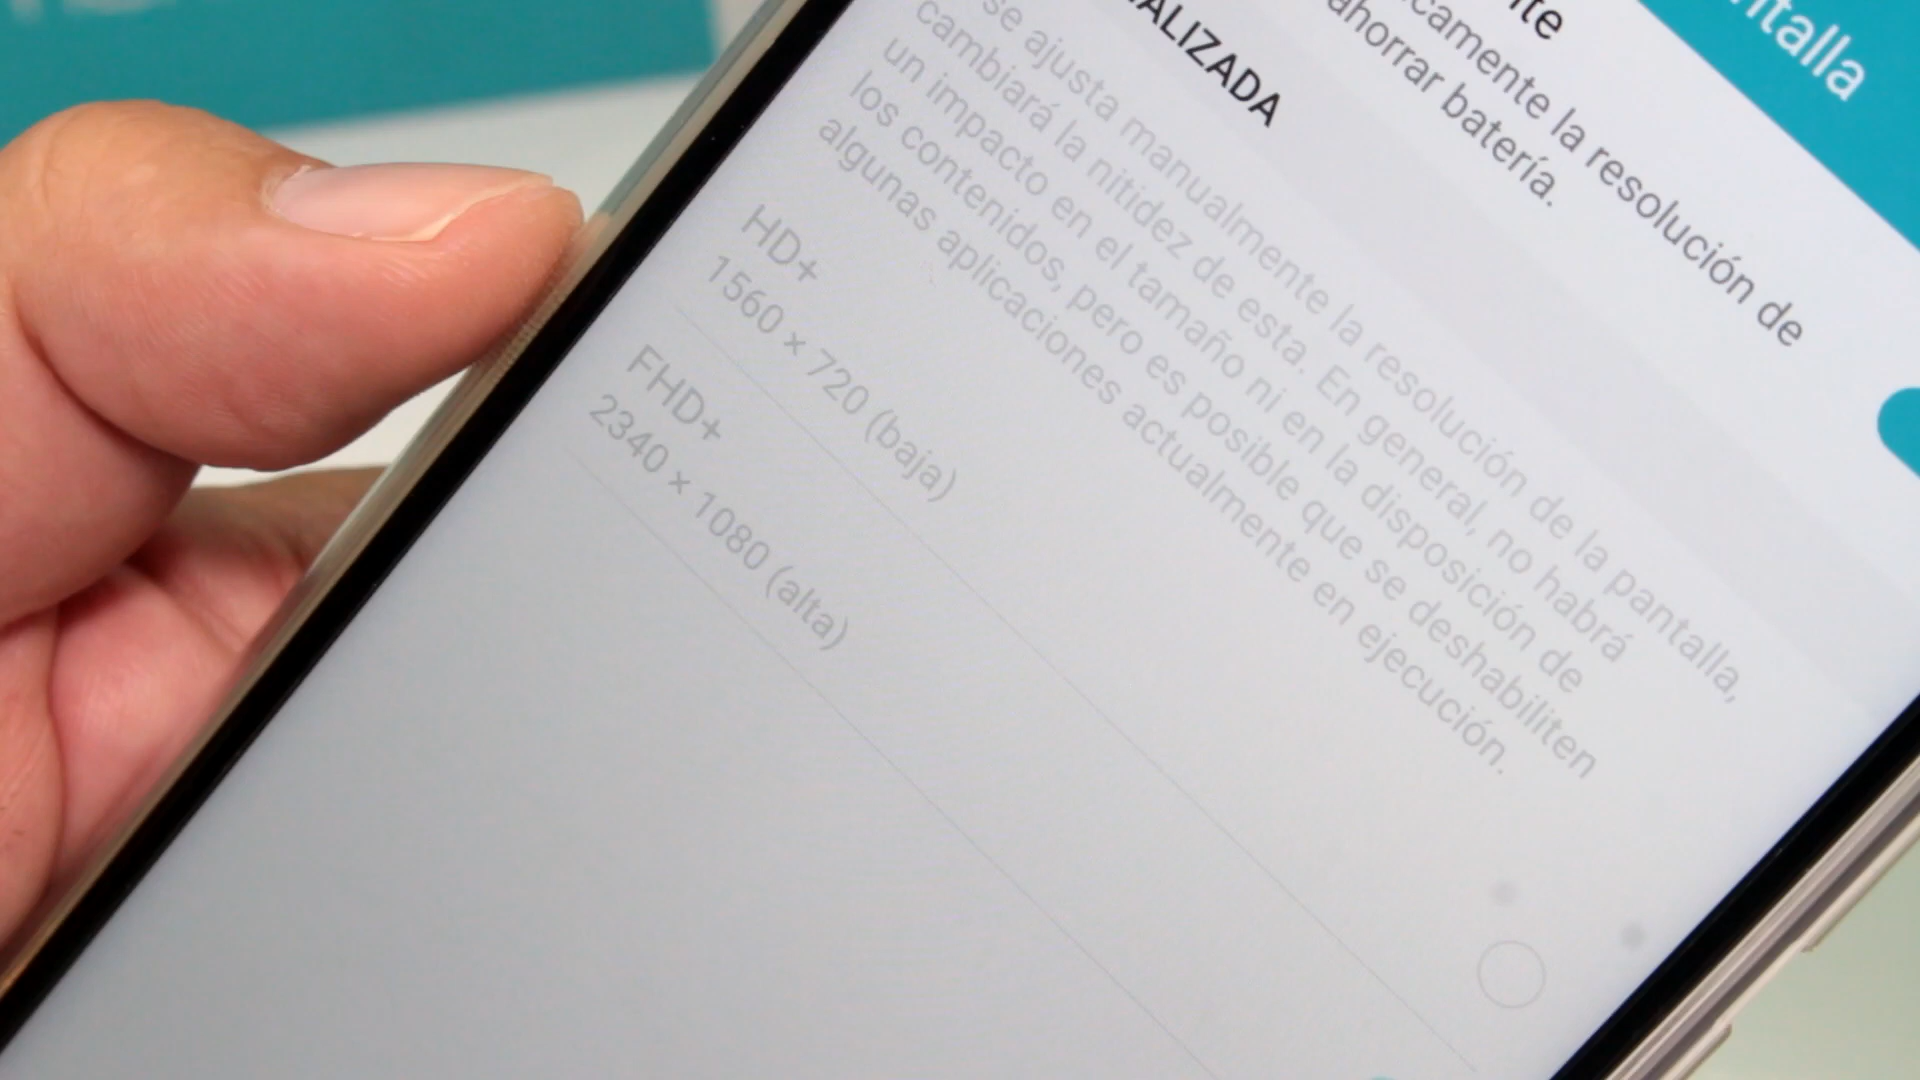 ntalla
camente la resolución de
ahorrar batería.
ALIZADA
se ajusta manualmente la resolución de la pantalla,
cambiará la nitidez de esta. En general, no habrá
un impacto en el tamaño ni en la disposición de
los contenidos, pero es posible que se deshabiliten
algunas aplicaciones actualmente en ejecución.
HD+
1560 × 720 (baja)
FHD+
2340 × 1080 (alta)